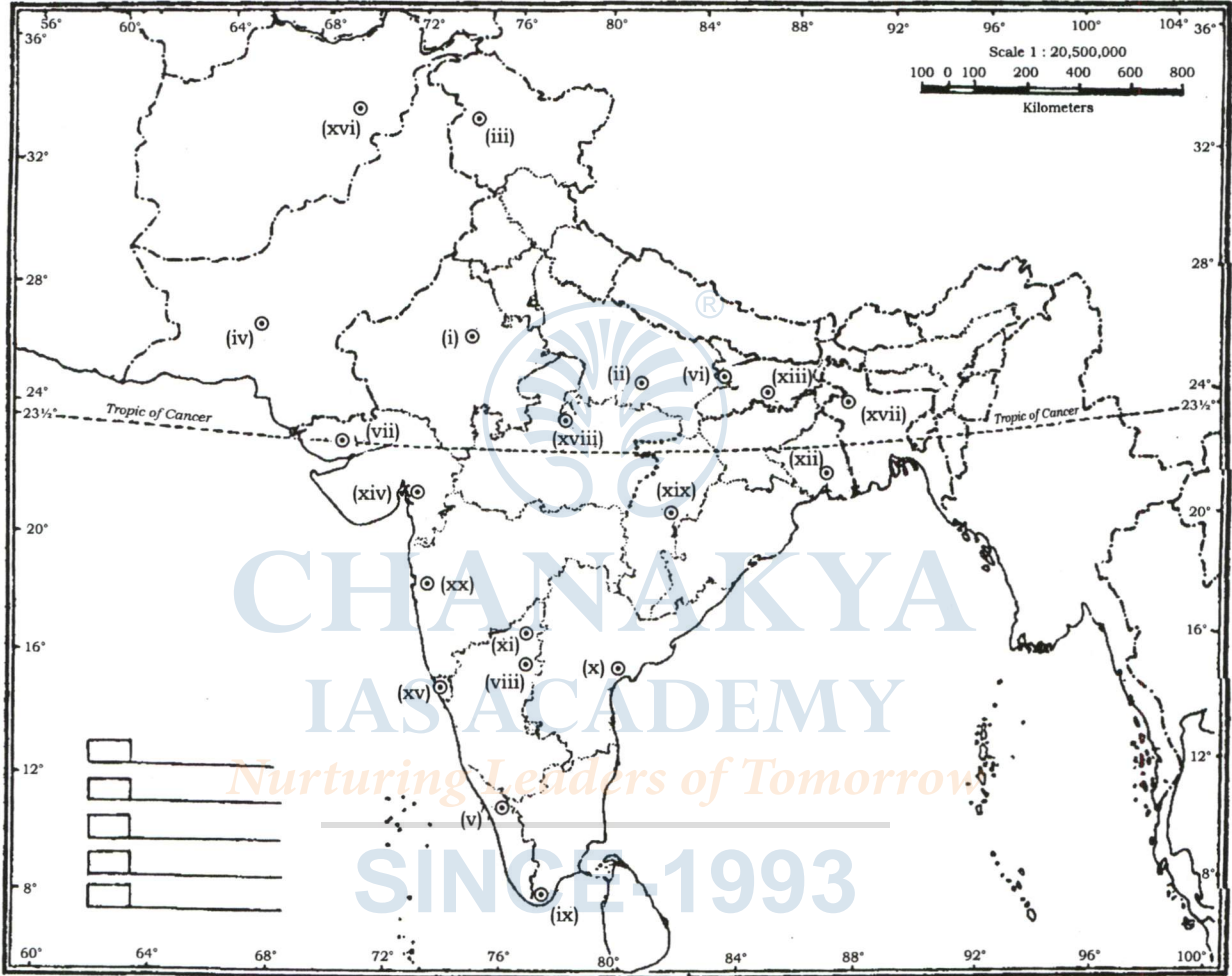 56° 60° 64° 68° 72° 76° 80° 84° 88° 92° 96° 100° 104°
36° 36°
Scale 1 : 20,500,000
100 0 100 200 400 600 800
Kilometers
(xvi)
(iii)
32° 32°
28° 28°
®
(iv)
(i)
(ii)
(vi)
(xiii)
24° 24°
23½° 23½°
Tropic of Cancer
Tropic of Cancer
(vii)
(xviii)
(xvii)
(xii)
(xiv)
(xix)
20° 20°
CHANAKYA
(xx)
16° 16°
(xi)
(viii)
(x)
(xv)
IAS ACADEMY
12° 12°
Nurturing Leaders of Tomorrow
(v)
SINCE-1993
8° 8°
(ix)
60° 64° 68° 72° 76° 80° 84° 88° 92° 96° 100°